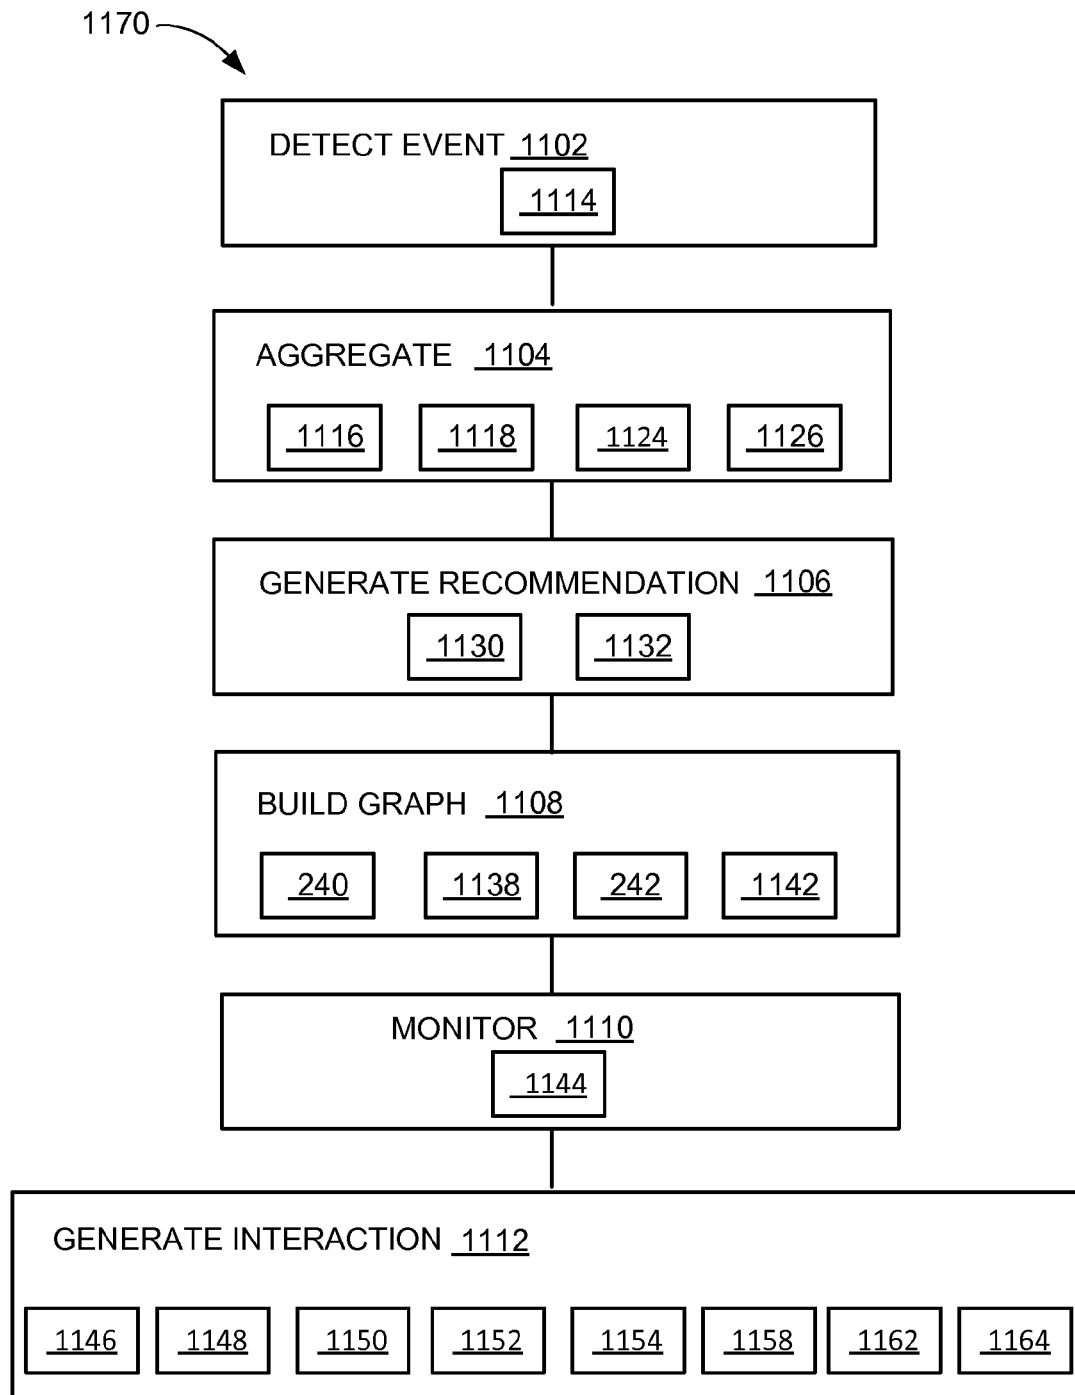 1170
DETECT EVENT 1102
1114
AGGREGATE 1104
1116 1118 1124 1126
GENERATE RECOMMENDATION 1106
1130 1132
BUILD GRAPH 1108
240 1138 242 1142
MONITOR 1110
1144
GENERATE INTERACTION 1112
1146 1148 1150 1152 1154 1158 1162 1164